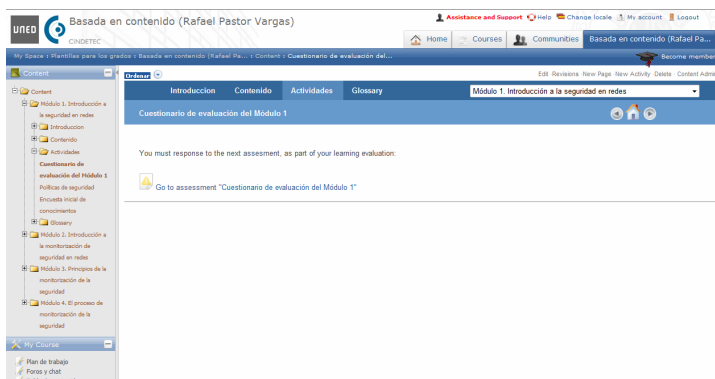 UNED
Basada en contenido (Rafael Pastor Vargas)
CINDETEC
Assistance and Support Help Change locale My account Logout
Home Courses Communities Basada en contenido (Rafael Pa...
My Space › Plantillas para los grados › Basada en contenido (Rafael Pa... › Content › Cuestionario de evaluación del...
Become member
Content
Content
Módulo 1. Introducción a
la seguridad en redes
Introduccion
Contenido
Actividades
Cuestionario de
evaluación del Módulo 1
Políticas de seguridad
Encuesta inicial de
conocimientos
Glossary
Módulo 2. Introducción a
la monitorización de
seguridad en redes
Módulo 3. Principios de la
monitorización de la
seguridad
Módulo 4. El proceso de
monitorización de la
seguridad
My Course
Plan de trabajo
Foros y chat
Ordenar
Edit Revisions New Page New Activity Delete Content Admi
Introduccion Contenido Actividades Glossary
Módulo 1. Introducción a la seguridad en redes
Cuestionario de evaluación del Módulo 1
You must response to the next assesment, as part of your learning evaluation:
Go to assessment "Cuestionario de evaluación del Módulo 1"